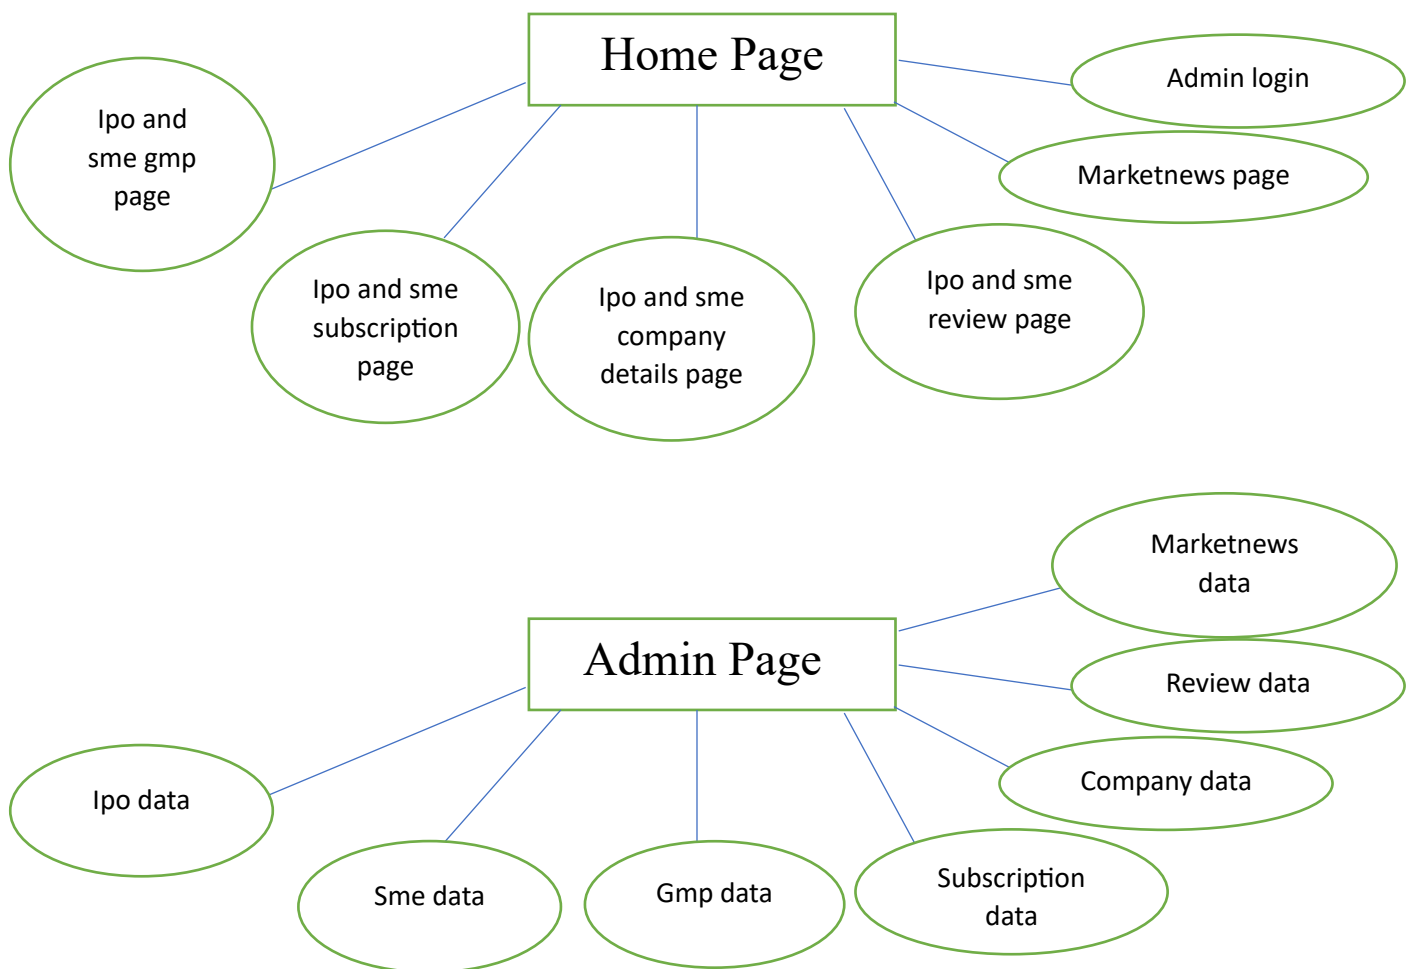 Home Page
Admin login
Ipo and
sme gmp
page
Marketnews page
Ipo and sme
subscription
page
Ipo and sme
company
details page
Ipo and sme
review page
Marketnews
data
Admin Page
Review data
Company data
Ipo data
Sme data
Gmp data
Subscription
data